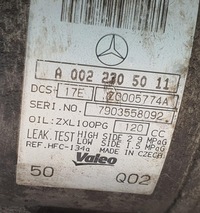 A 002 230 50 11
DCS- 17E Z0005774A
SERI.NO. 7903558092
OIL:ZXL100PG 120 CC
LEAK.TEST HIGH SIDE 2.9 MPaG
LOW SIDE 1.5 MPaG
REF.HFC-134a MADE IN CZECH
Valeo
50 Q02